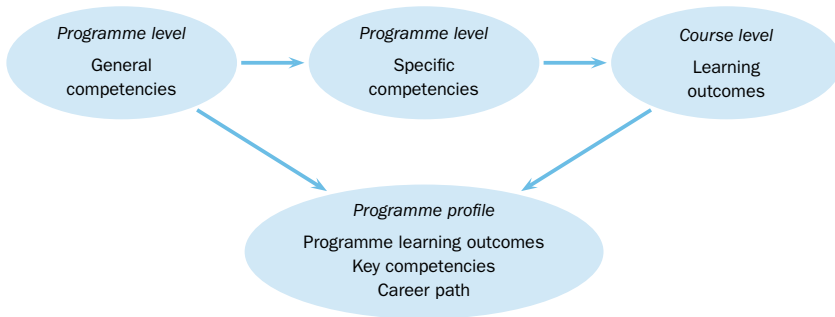 Programme level
General
competencies
Programme level
Specific
competencies
Course level
Learning
outcomes
Programme profile
Programme learning outcomes
Key competencies
Career path